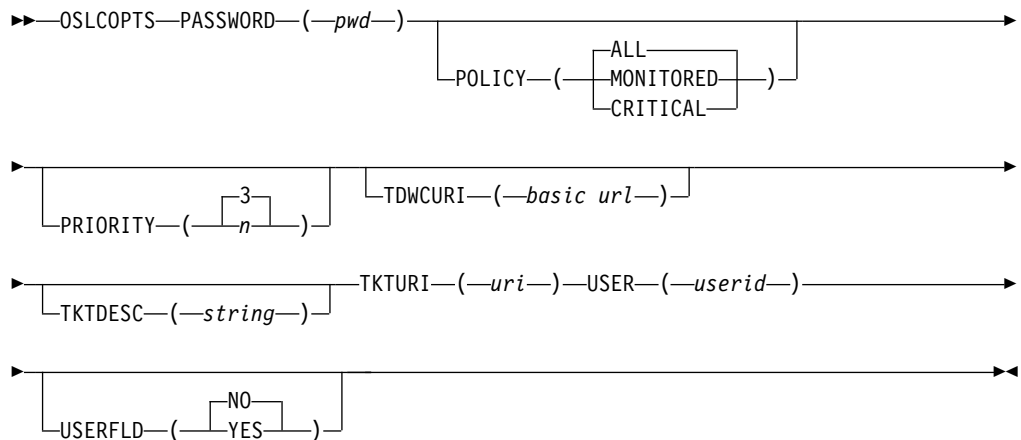 OSLCOPTS PASSWORD ( pwd )
ALL
POLICY ( MONITORED )
CRITICAL
3
PRIORITY ( n )
TDWCURI ( basic url )
TKTDESC ( string )
TKTURI ( uri ) USER ( userid )
NO
USERFLD ( YES )